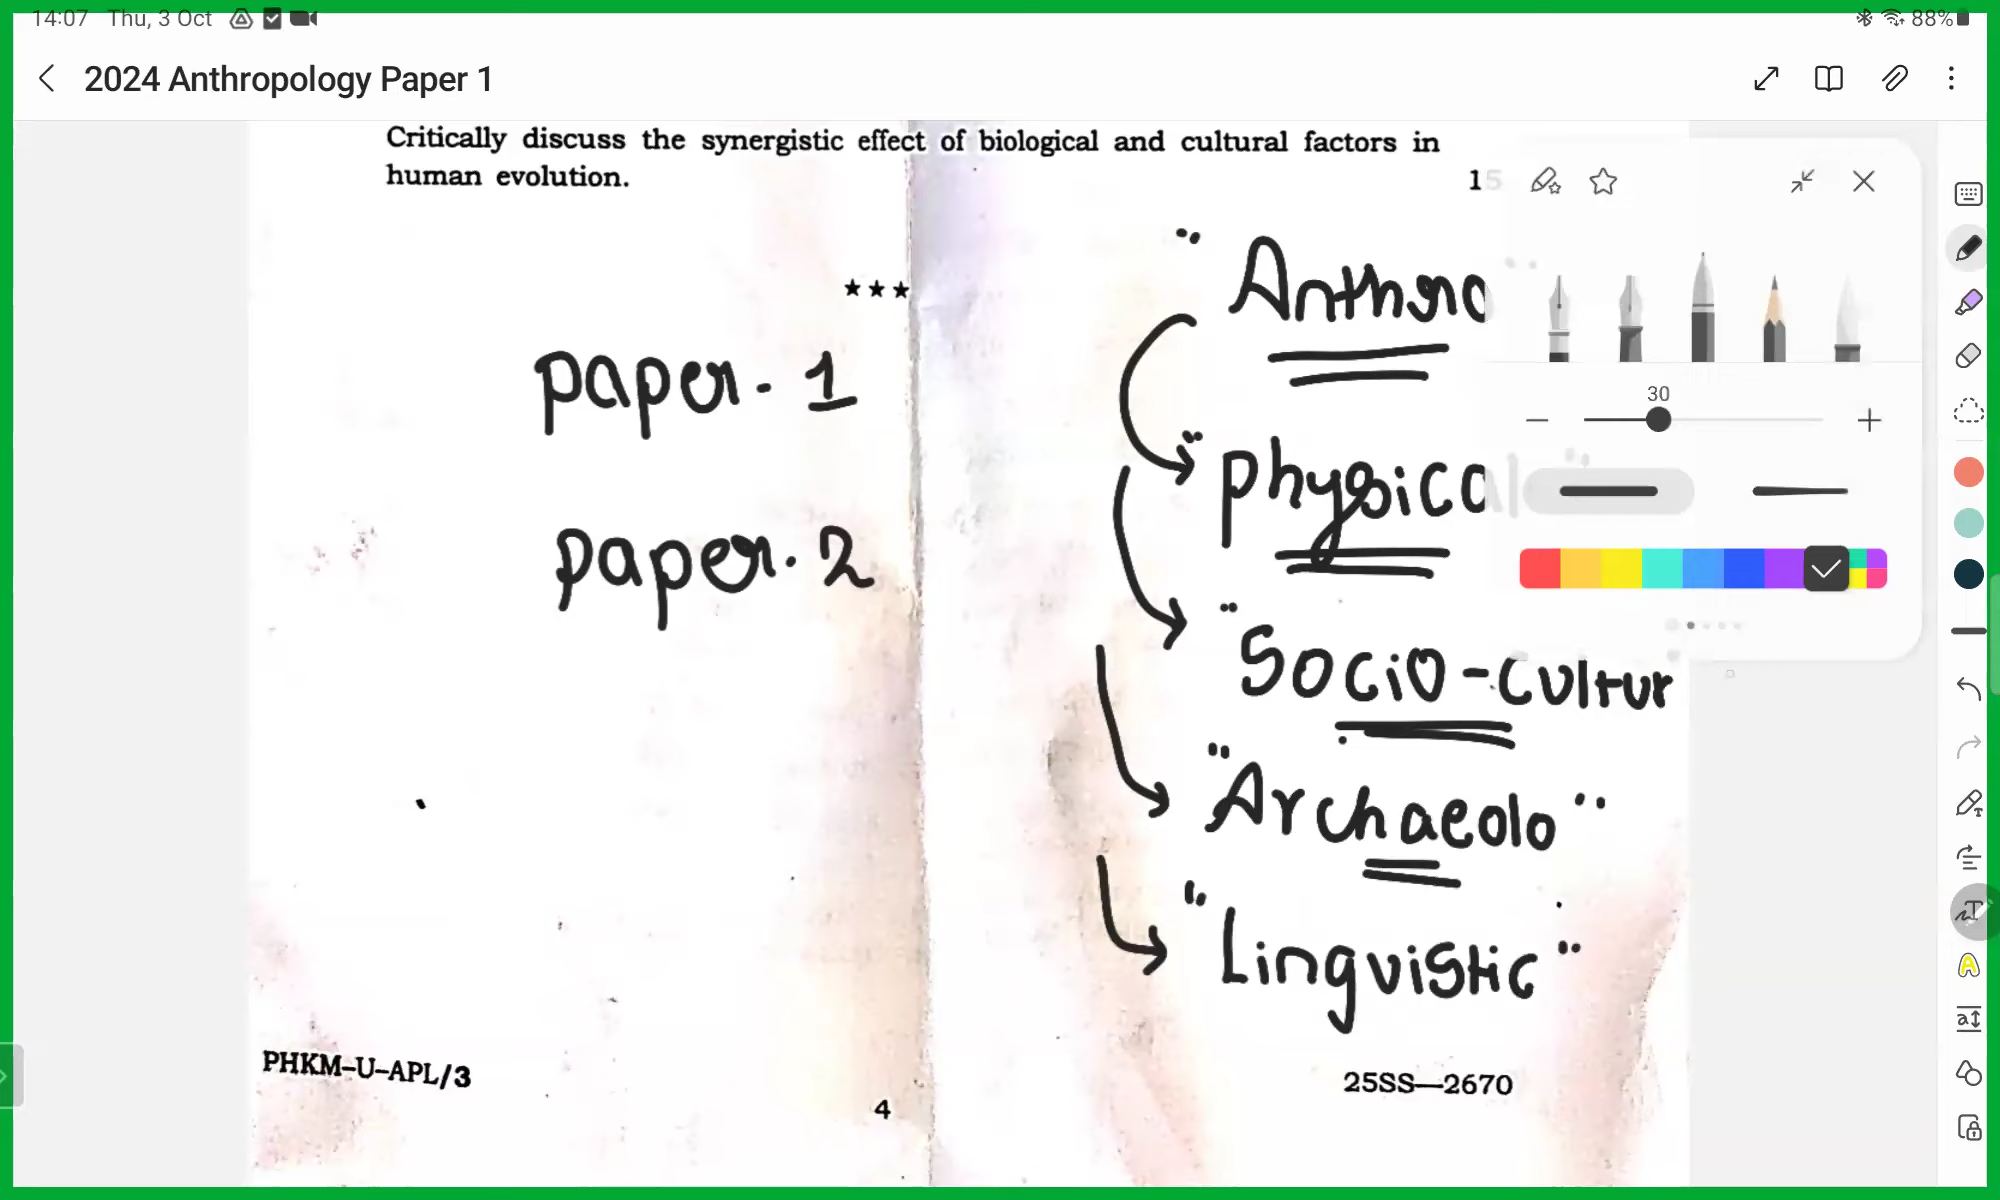 14:07 Thu, 3 Oct
88%
2024 Anthropology Paper 1
Critically discuss the synergistic effect of biological and cultural factors in
human evolution.
15
★★★
"Anthro
30
paper-1
"physical
paper.2
"Socio-cultur
"Archaeolo"
"Linguistic"
PHKM–U–APL/3
25SS—2670
4